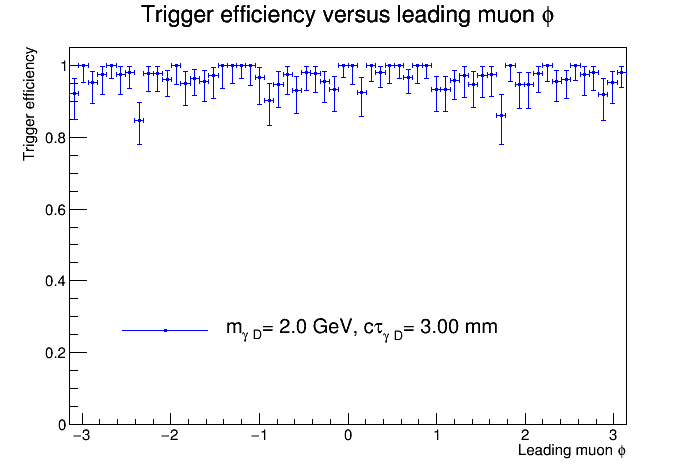 Trigger efficiency versus leading muon ϕ
Trigger efficiency
1
0.8
0.6
0.4
0.2
0
m_γ D= 2.0 GeV, cτ_γ D= 3.00 mm
−3 −2 −1 0 1 2 3
Leading muon ϕ